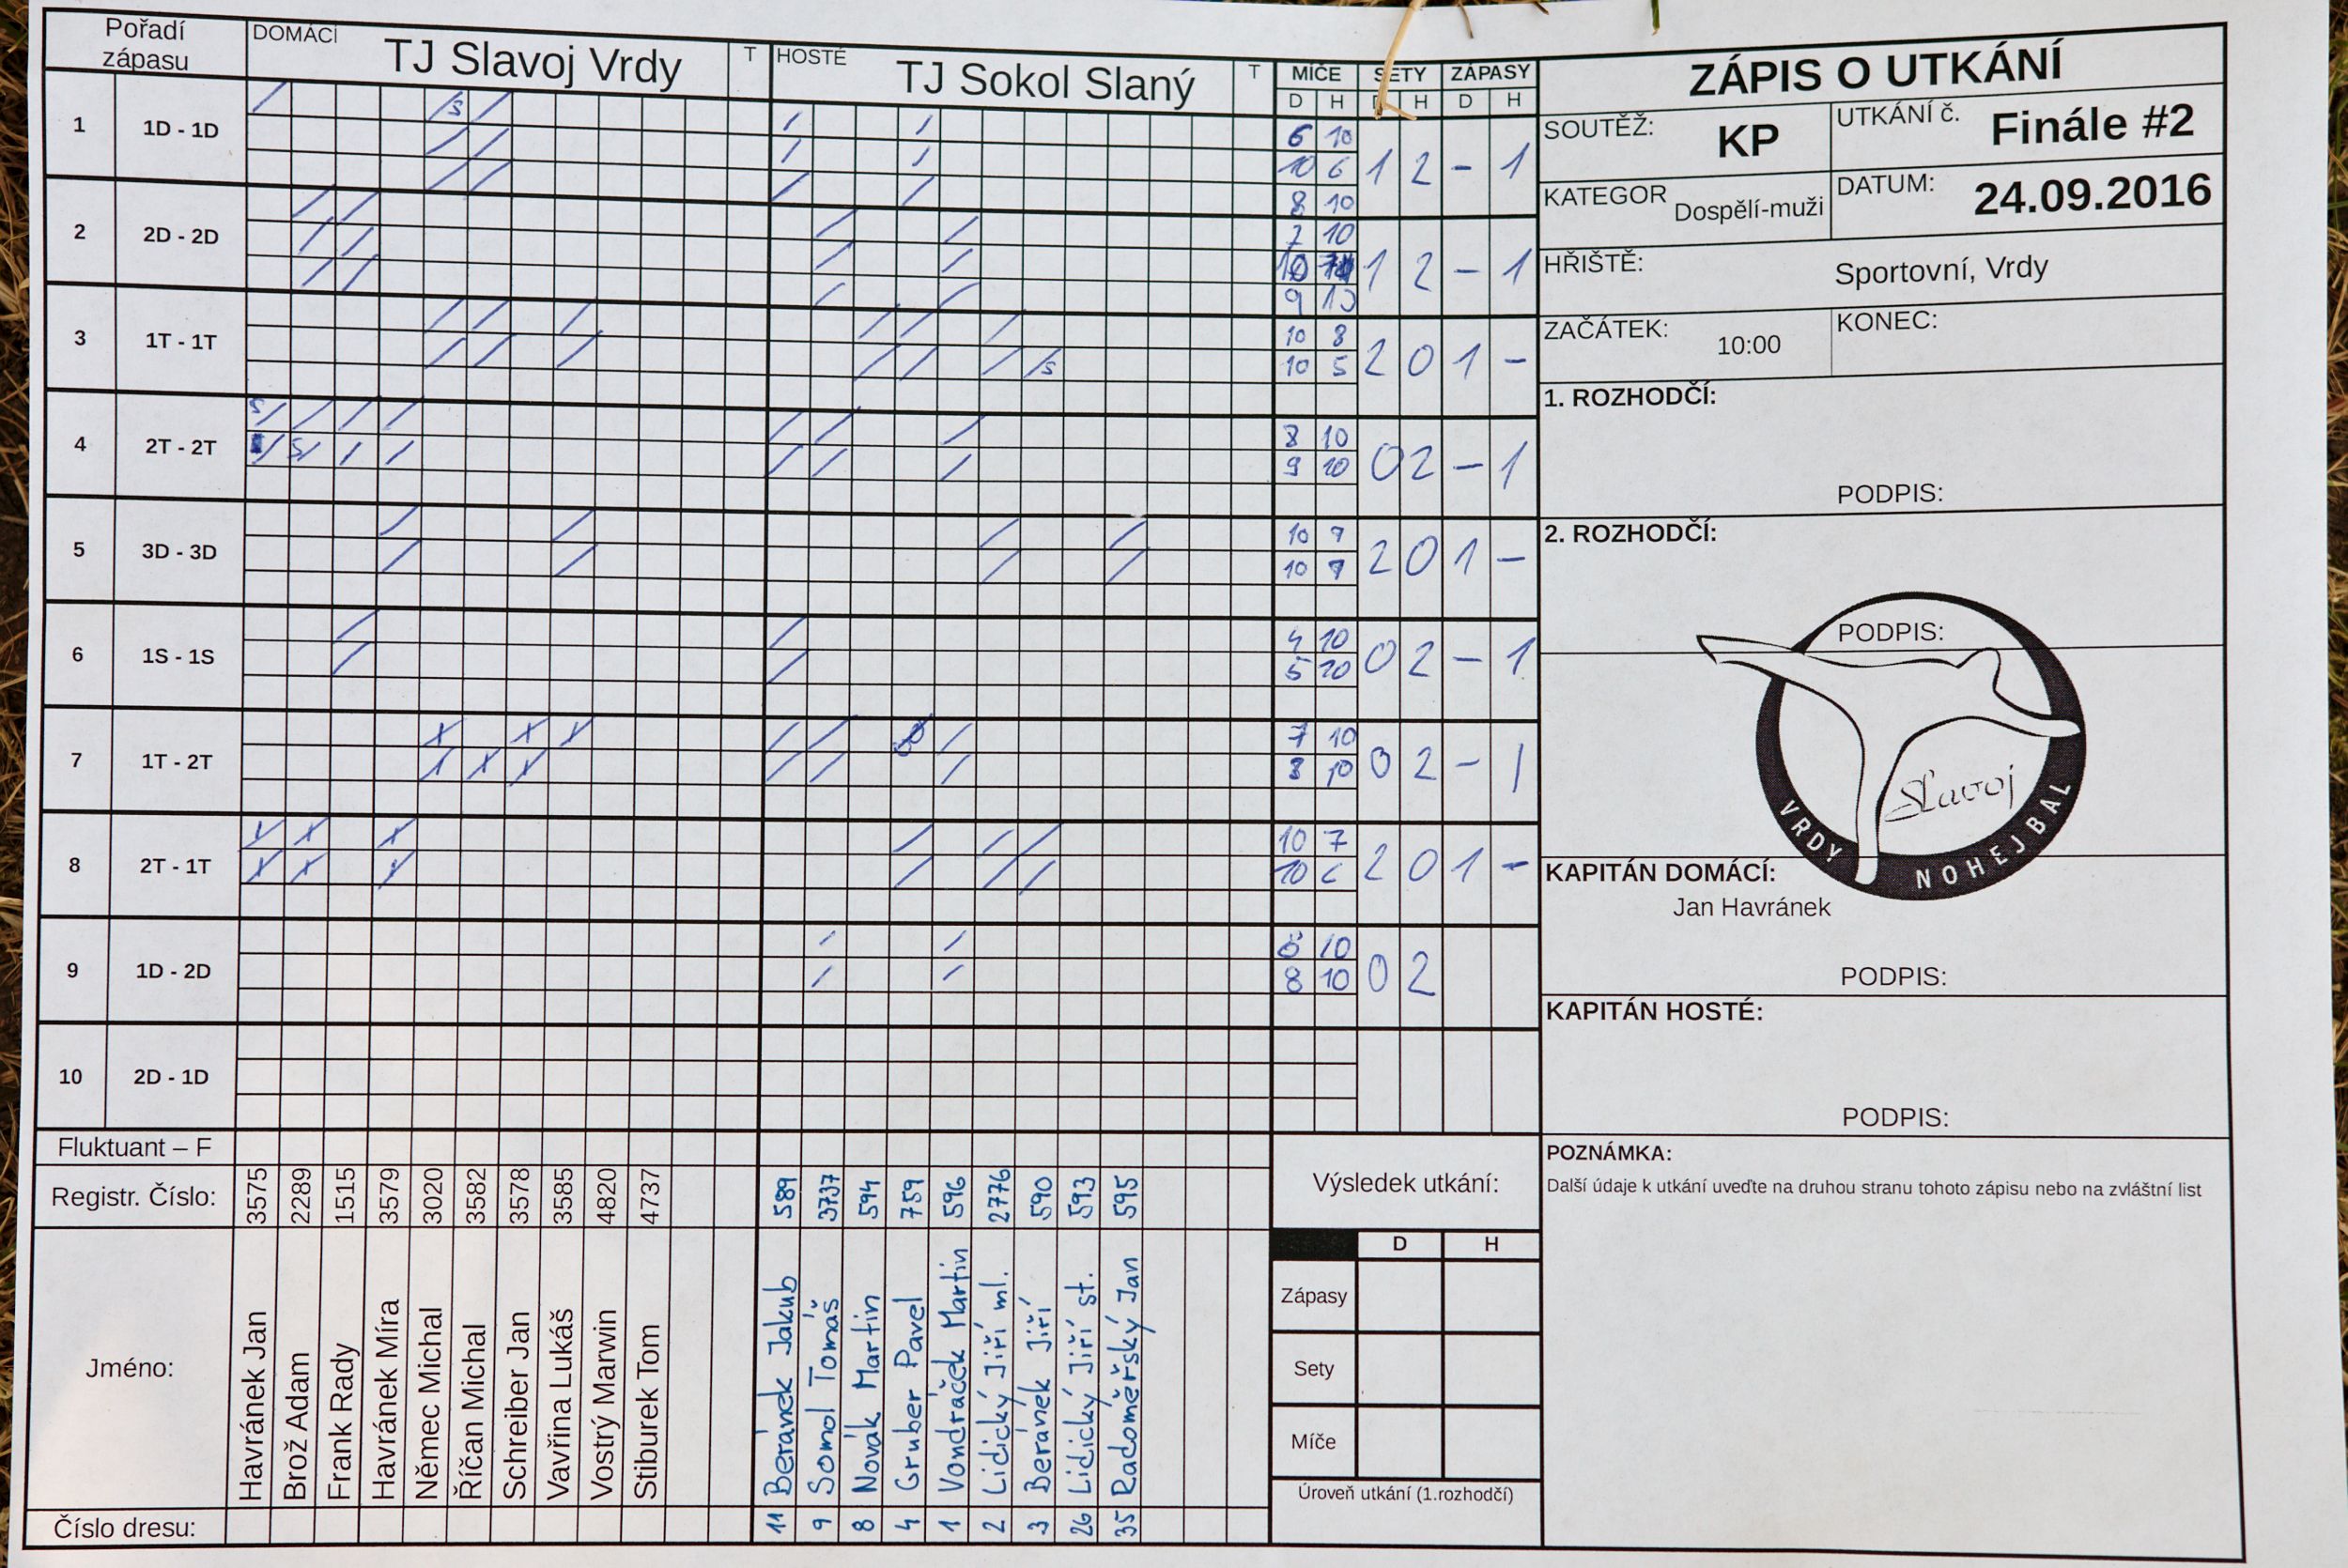 Pořadí zápasu DOMÁCÍ TJ Slavoj Vrdy T HOSTÉ TJ Sokol Slaný T MÍČE SETY ZÁPASY
D H H D H
1 1D - 1D 6 10 1 2 - 1
10 6
8 10
2 2D - 2D 7 10 1 2 - 1
10
9 10
3 1T - 1T 10 8 2 0 1 -
10 5
4 2T - 2T 8 10 0 2 - 1
9 10
5 3D - 3D 10 9 2 0 1 -
10 9
6 1S - 1S 4 10 0 2 - 1
5 10
7 1T - 2T 7 10 0 2 - 1
8 10
8 2T - 1T 10 7 2 0 1 -
10 6
9 1D - 2D 10 0 2
8 10
10 2D - 1D
Fluktuant – F
Registr. Číslo: 3575 2289 1515 3579 3020 3582 3578 3585 4820 4737 589 3737 594 759 596 2776 590 593 595
Jméno:
Havránek Jan
Brož Adam
Frank Rady
Havránek Míra
Němec Michal
Říčan Michal
Schreiber Jan
Vavřina Lukáš
Vostrý Marwin
Stiburek Tom
Beránek Jakub
Somol Tomáš
Novák Martin
Gruber Pavel
Vondráček Martin
Lidický Jiří ml.
Beránek Jiří
Lidický Jiří st.
Radoměřský Jan
Číslo dresu: 11 9 8 4 1 2 3 26 35
Výsledek utkání:
D H
Zápasy
Sety
Míče
Úroveň utkání (1.rozhodčí)
ZÁPIS O UTKÁNÍ
SOUTĚŽ: KP UTKÁNÍ č. Finále #2
KATEGOR Dospělí-muži DATUM: 24.09.2016
HŘIŠTĚ: Sportovní, Vrdy
ZAČÁTEK: 10:00 KONEC:
1. ROZHODČÍ:
PODPIS:
2. ROZHODČÍ:
PODPIS:
Slavoj
VRDY NOHEJBAL
KAPITÁN DOMÁCÍ:
Jan Havránek
PODPIS:
KAPITÁN HOSTÉ:
PODPIS:
POZNÁMKA:
Další údaje k utkání uveďte na druhou stranu tohoto zápisu nebo na zvláštní list